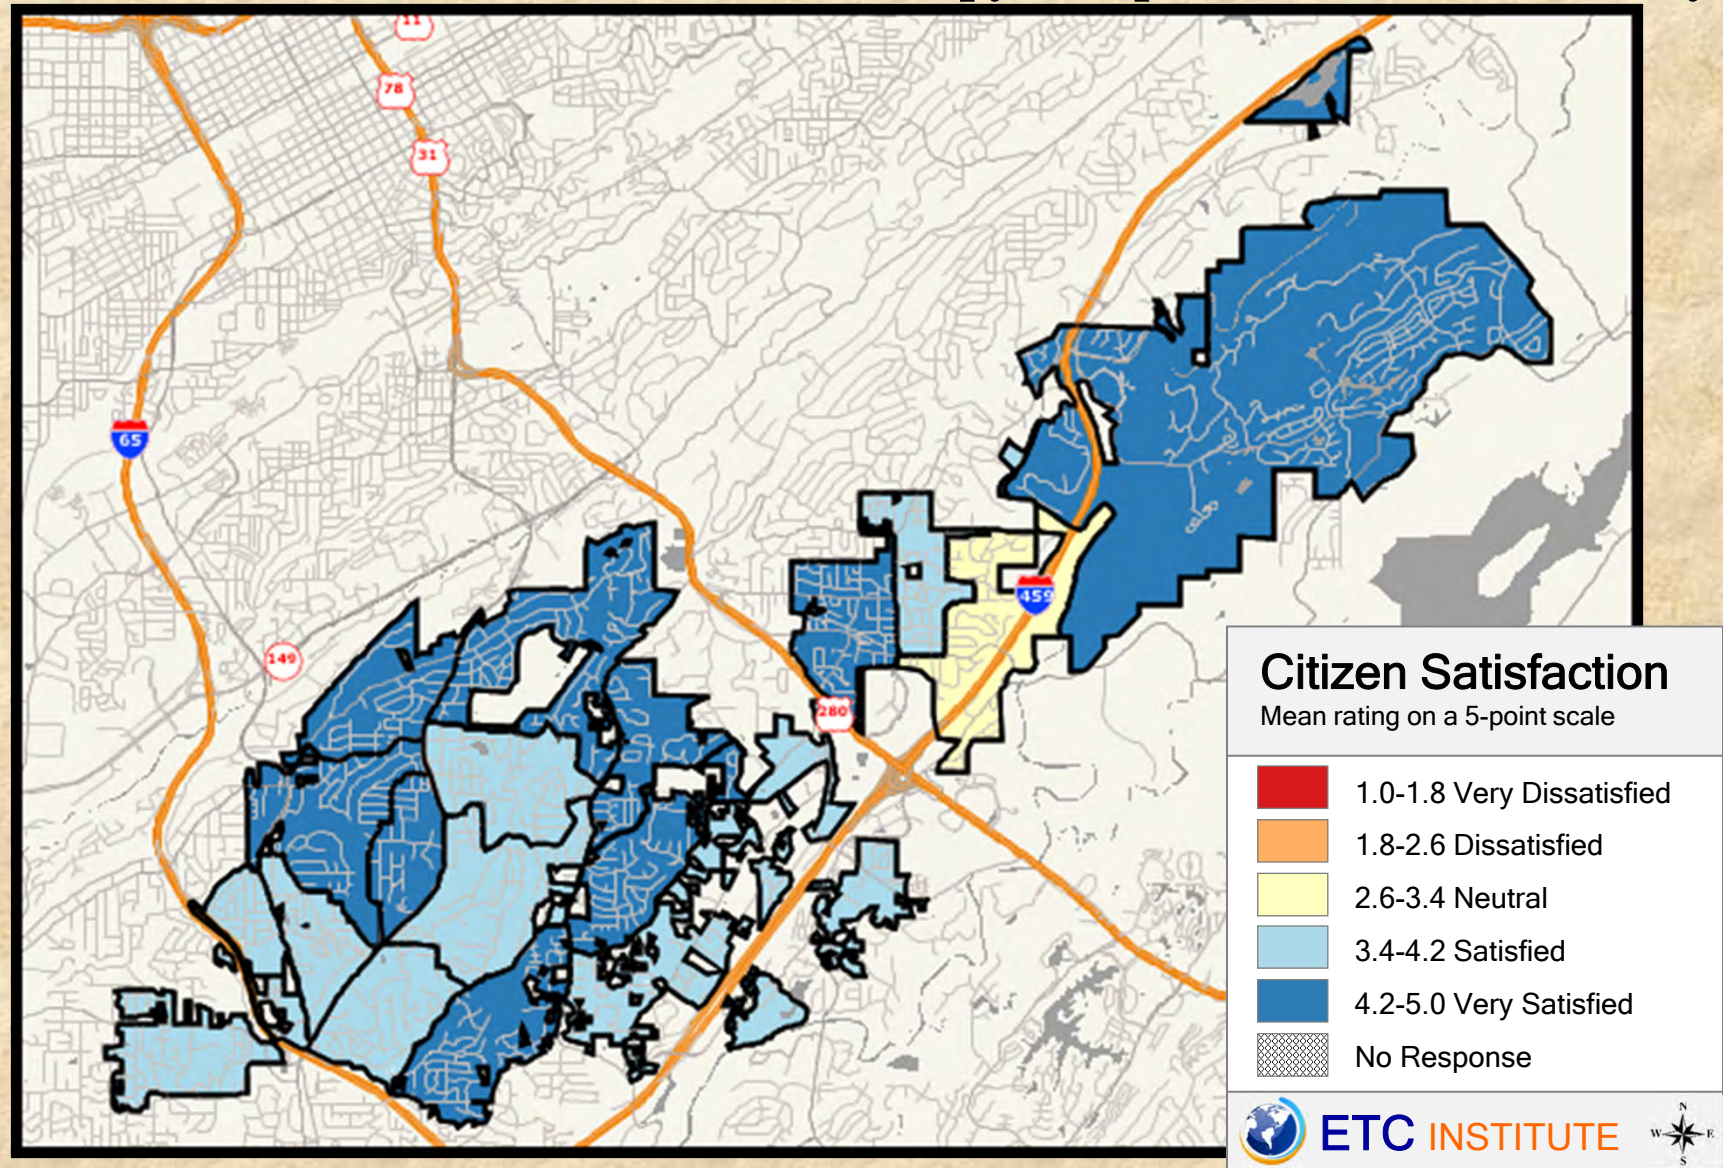 11
78
31
65
149
459
280
Citizen Satisfaction
Mean rating on a 5-point scale
1.0-1.8 Very Dissatisfied
1.8-2.6 Dissatisfied
2.6-3.4 Neutral
3.4-4.2 Satisfied
4.2-5.0 Very Satisfied
No Response
ETC INSTITUTE
N
W E
S